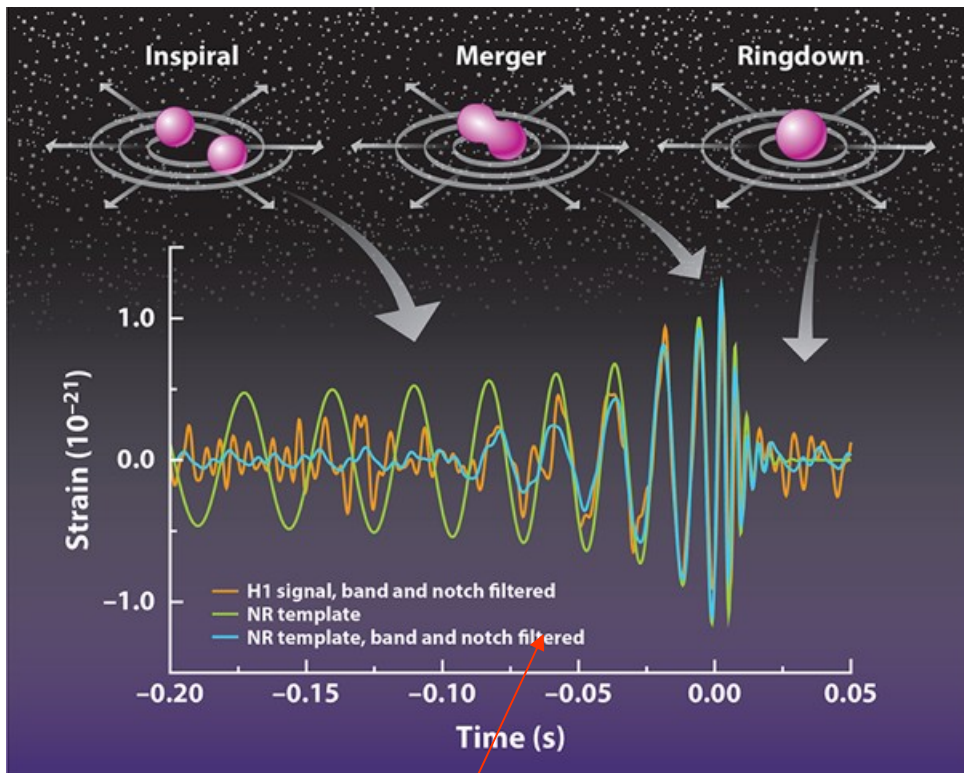 Inspiral Merger Ringdown
1.0
0.0
–1.0
Strain (10⁻²¹)
H1 signal, band and notch filtered
NR template
NR template, band and notch filtered
–0.20 –0.15 –0.10 –0.05 0.00 0.05
Time (s)